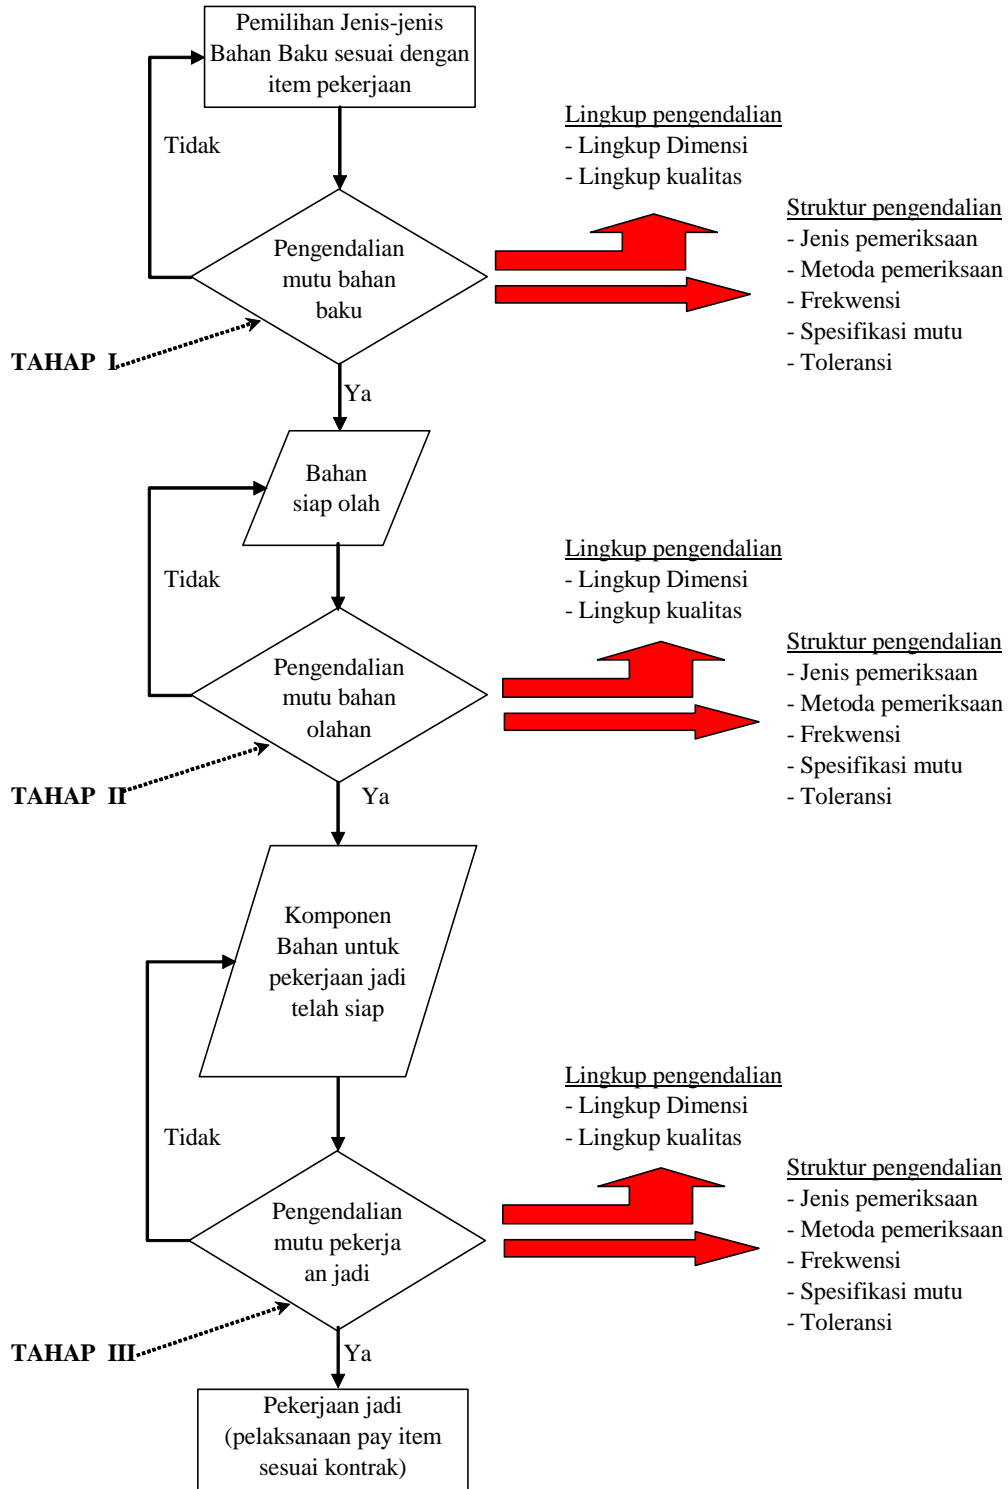 Pemilihan Jenis-jenis
Bahan Baku sesuai dengan
item pekerjaan
Tidak
Lingkup pengendalian
- Lingkup Dimensi
- Lingkup kualitas
Pengendalian
mutu bahan
baku
Struktur pengendalian
- Jenis pemeriksaan
- Metoda pemeriksaan
- Frekwensi
- Spesifikasi mutu
- Toleransi
TAHAP I
Ya
Bahan
siap olah
Tidak
Lingkup pengendalian
- Lingkup Dimensi
- Lingkup kualitas
Pengendalian
mutu bahan
olahan
Struktur pengendalian
- Jenis pemeriksaan
- Metoda pemeriksaan
- Frekwensi
- Spesifikasi mutu
- Toleransi
TAHAP II
Ya
Komponen
Bahan untuk
pekerjaan jadi
telah siap
Tidak
Lingkup pengendalian
- Lingkup Dimensi
- Lingkup kualitas
Pengendalian
mutu pekerja
an jadi
Struktur pengendalian
- Jenis pemeriksaan
- Metoda pemeriksaan
- Frekwensi
- Spesifikasi mutu
- Toleransi
TAHAP III
Ya
Pekerjaan jadi
(pelaksanaan pay item
sesuai kontrak)